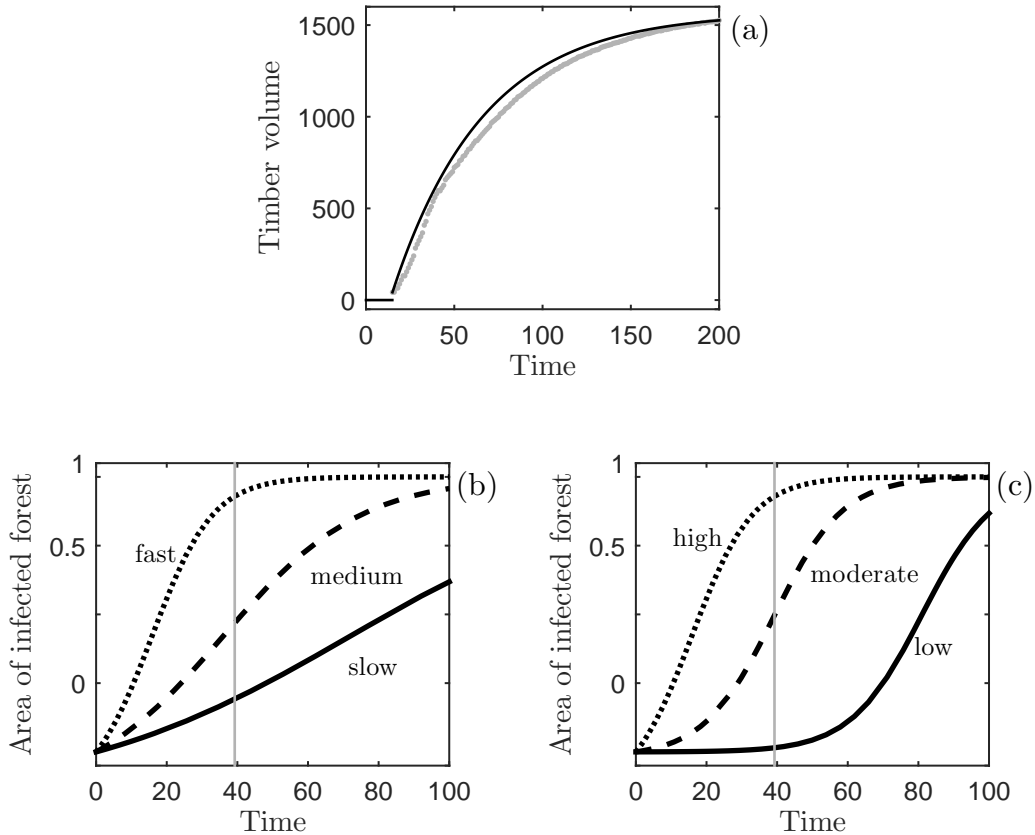 1500
1000
500
0
Timber volume
0 50 100 150 200
Time
(a)
1
0.5
0
Area of infected forest
fast
medium
slow
0 20 40 60 80 100
Time
(b)
1
0.5
0
Area of infected forest
high
moderate
low
0 20 40 60 80 100
Time
(c)